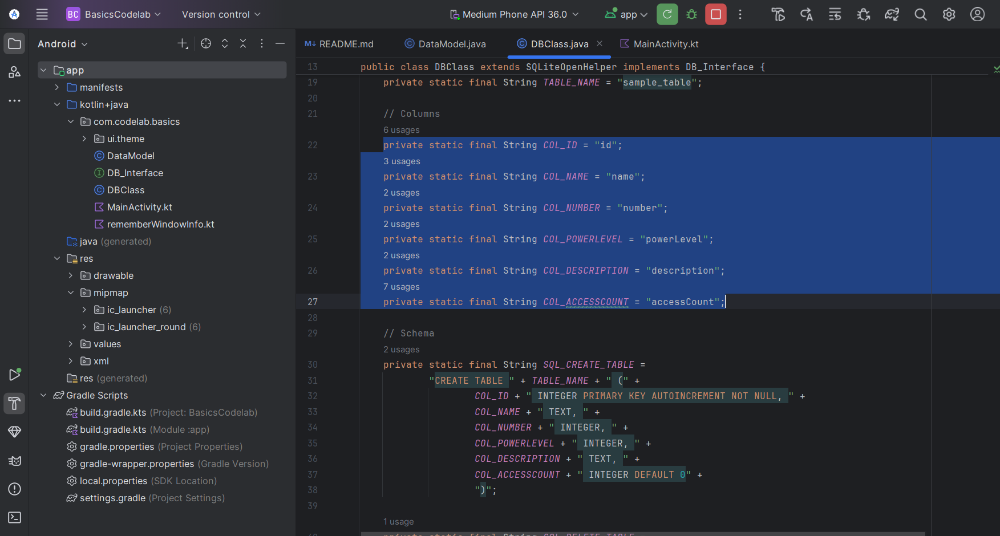 BC BasicsCodelab Version control Medium Phone API 36.0 app
Android
app
manifests
kotlin+java
com.codelab.basics
ui.theme
DataModel
DB_Interface
DBClass
MainActivity.kt
rememberWindowInfo.kt
java (generated)
res
drawable
mipmap
ic_launcher (6)
ic_launcher_round (6)
values
xml
res (generated)
Gradle Scripts
build.gradle.kts (Project: BasicsCodelab)
build.gradle.kts (Module :app)
gradle.properties (Project Properties)
gradle-wrapper.properties (Gradle Version)
local.properties (SDK Location)
settings.gradle (Project Settings)
README.md DataModel.java DBClass.java MainActivity.kt
13 public class DBClass extends SQLiteOpenHelper implements DB_Interface {
19 private static final String TABLE_NAME = "sample_table";
20
21 // Columns
6 usages
22 private static final String COL_ID = "id";
3 usages
23 private static final String COL_NAME = "name";
2 usages
24 private static final String COL_NUMBER = "number";
2 usages
25 private static final String COL_POWERLEVEL = "powerLevel";
2 usages
26 private static final String COL_DESCRIPTION = "description";
7 usages
27 private static final String COL_ACCESSCOUNT = "accessCount";
28
29 // Schema
2 usages
30 private static final String SQL_CREATE_TABLE =
31 "CREATE TABLE " + TABLE_NAME + " (" +
32 COL_ID + " INTEGER PRIMARY KEY AUTOINCREMENT NOT NULL, " +
33 COL_NAME + " TEXT, " +
34 COL_NUMBER + " INTEGER, " +
35 COL_POWERLEVEL + " INTEGER, " +
36 COL_DESCRIPTION + " TEXT, " +
37 COL_ACCESSCOUNT + " INTEGER DEFAULT 0" +
38 ")";
39
1 usage